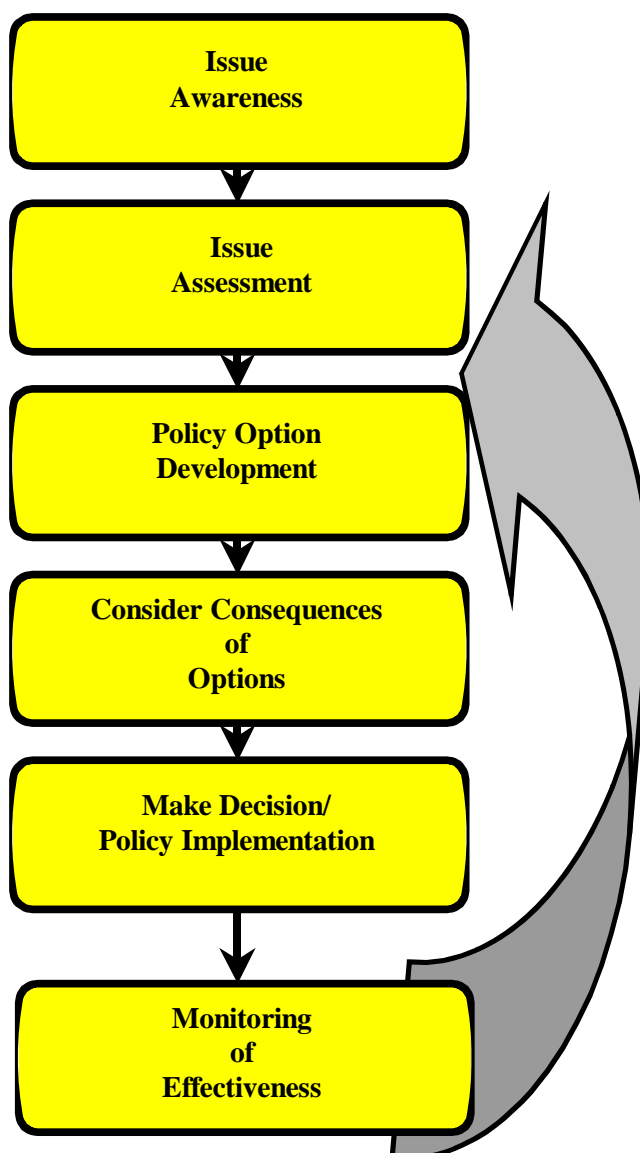 Issue
Awareness
Issue
Assessment
Policy Option
Development
Consider Consequences
of
Options
Make Decision/
Policy Implementation
Monitoring
of
Effectiveness